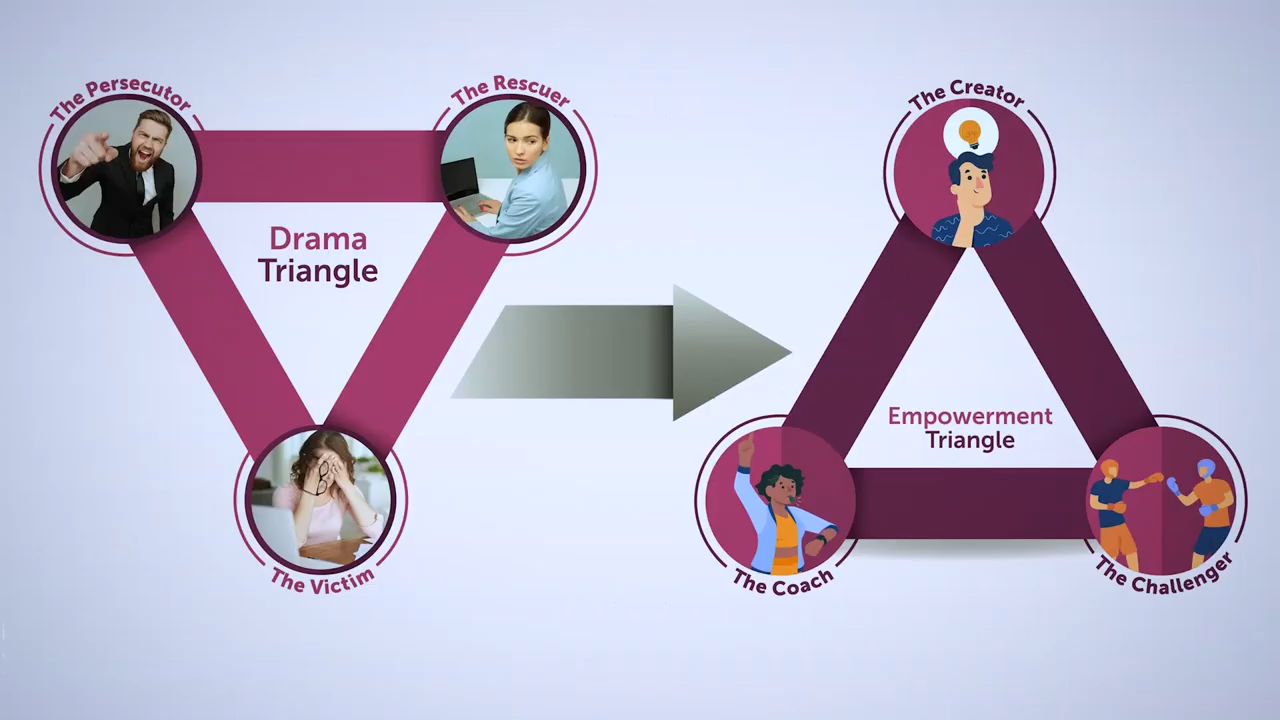 The Persecutor
The Rescuer
Drama
Triangle
The Victim
The Creator
Empowerment
Triangle
The Coach
The Challenger